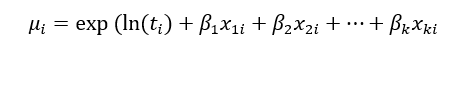 μᵢ = exp (ln(tᵢ) + β₁x₁ᵢ + β₂x₂ᵢ + ⋯ + βₖxₖᵢ